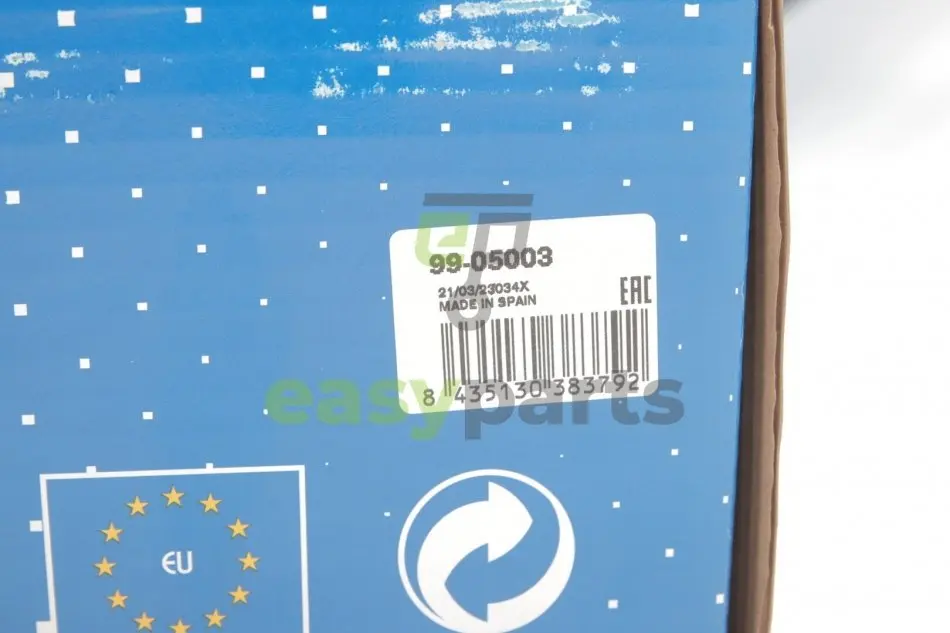 99-05003
21/03/23034X
MADE IN SPAIN
EAC
8 435130 383792
easyparts
EU